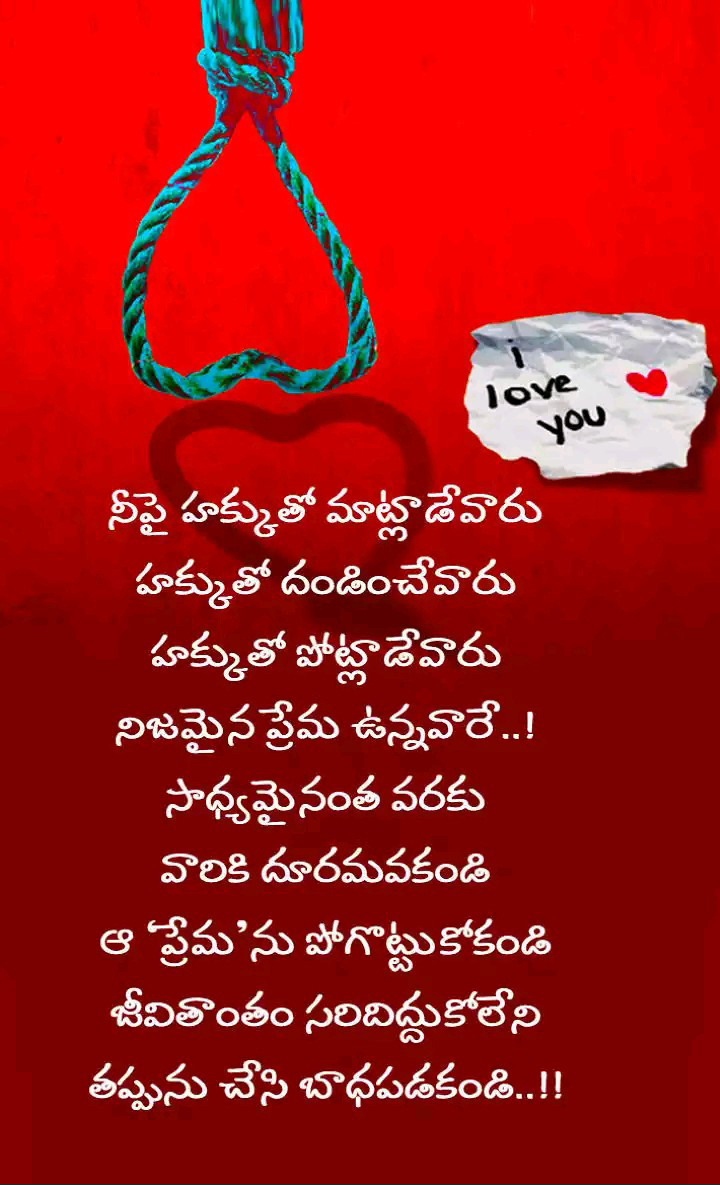 i
love
you
నీపై హక్కుతో మాట్లాడేవారు
హక్కుతో దండించేవారు
హక్కుతో పోట్లాడేవారు
నిజమైన ప్రేమ ఉన్నవారే..!
సాధ్యమైనంత వరకు
వారికి దూరమవకండి
ఆ ‘ప్రేమ’ను పోగొట్టుకోకండి
జీవితాంతం సరిదిద్దుకోలేని
తప్పును చేసి బాధపడకండి..!!